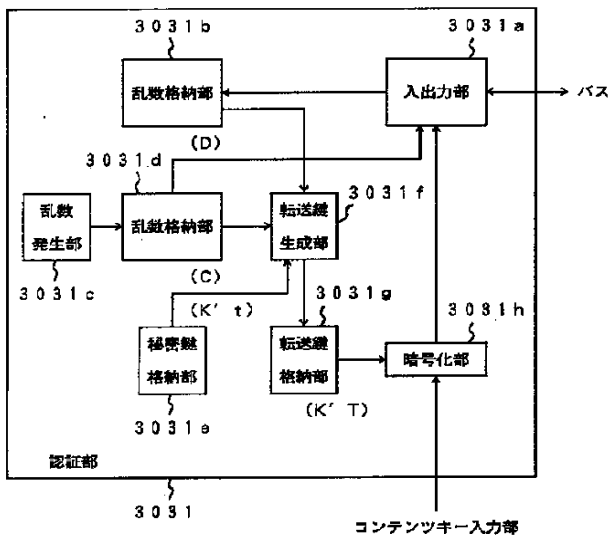 3031b
3031a
乱数格納部
入出力部
バス
(D)
3031d
3031f
乱数
発生部
乱数格納部
転送鍵
生成部
3031c
(C)
(K't)
3031g
3031h
秘密鍵
格納部
転送鍵
格納部
暗号化部
(K'T)
3031e
認証部
3031
コンテンツキー入力部